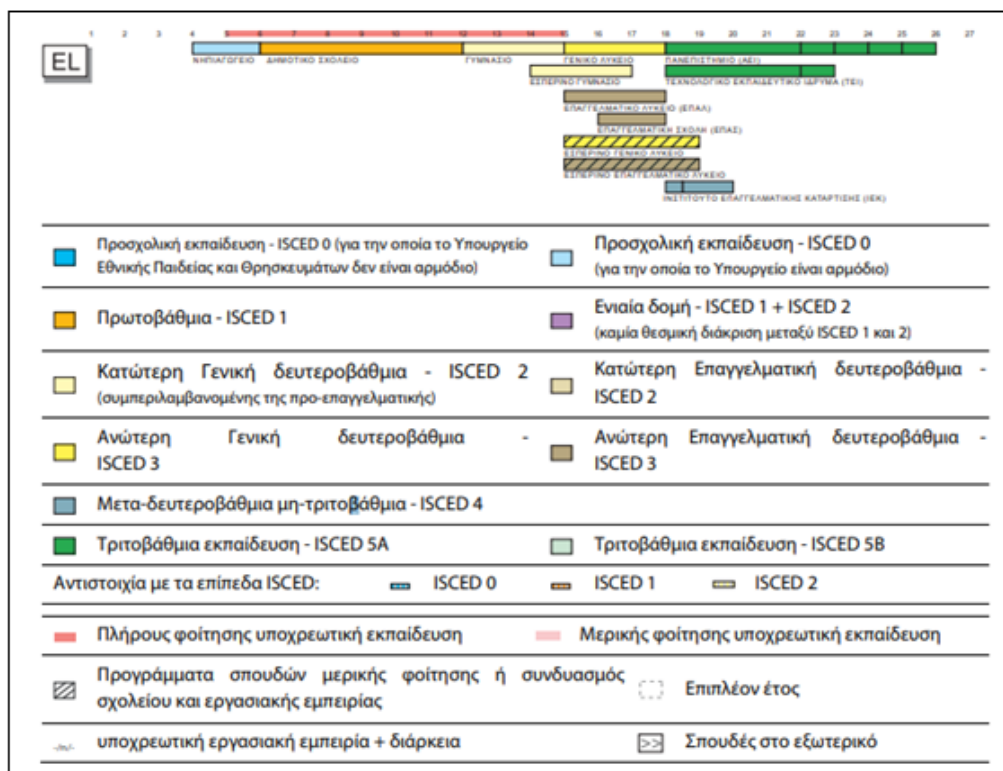 1 2 3 4 5 6 7 8 9 10 11 12 13 14 15 16 17 18 19 20 21 22 23 24 25 26 27
EL
ΝΗΠΙΑΓΩΓΕΙΟ ΔΗΜΟΤΙΚΟ ΣΧΟΛΕΙΟ ΓΥΜΝΑΣΙΟ ΓΕΝΙΚΟ ΛΥΚΕΙΟ ΠΑΝΕΠΙΣΤΗΜΙΟ (ΑΕΙ)
ΕΣΠΕΡΙΝΟ ΓΥΜΝΑΣΙΟ ΤΕΧΝΟΛΟΓΙΚΟ ΕΚΠΑΙΔΕΥΤΙΚΟ ΙΔΡΥΜΑ (ΤΕΙ)
ΕΠΑΓΓΕΛΜΑΤΙΚΟ ΛΥΚΕΙΟ (ΕΠΑΛ)
ΕΠΑΓΓΕΛΜΑΤΙΚΗ ΣΧΟΛΗ (ΕΠΑΣ)
ΕΣΠΕΡΙΝΟ ΓΕΝΙΚΟ ΛΥΚΕΙΟ
ΕΣΠΕΡΙΝΟ ΕΠΑΓΓΕΛΜΑΤΙΚΟ ΛΥΚΕΙΟ
ΙΝΣΤΙΤΟΥΤΟ ΕΠΑΓΓΕΛΜΑΤΙΚΗΣ ΚΑΤΑΡΤΙΣΗΣ (ΙΕΚ)
Προσχολική εκπαίδευση - ISCED 0 (για την οποία το Υπουργείο
Εθνικής Παιδείας και Θρησκευμάτων δεν είναι αρμόδιο)
Προσχολική εκπαίδευση - ISCED 0
(για την οποία το Υπουργείο είναι αρμόδιο)
Πρωτοβάθμια - ISCED 1
Ενιαία δομή - ISCED 1 + ISCED 2
(καμία θεσμική διάκριση μεταξύ ISCED 1 και 2)
Κατώτερη Γενική δευτεροβάθμια - ISCED 2
(συμπεριλαμβανομένης της προ-επαγγελματικής)
Κατώτερη Επαγγελματική δευτεροβάθμια -
ISCED 2
Ανώτερη Γενική δευτεροβάθμια -
ISCED 3
Ανώτερη Επαγγελματική δευτεροβάθμια -
ISCED 3
Μετα-δευτεροβάθμια μη-τριτοβάθμια - ISCED 4
Τριτοβάθμια εκπαίδευση - ISCED 5A
Τριτοβάθμια εκπαίδευση - ISCED 5B
Αντιστοιχία με τα επίπεδα ISCED: ISCED 0 ISCED 1 ISCED 2
Πλήρους φοίτησης υποχρεωτική εκπαίδευση
Μερικής φοίτησης υποχρεωτική εκπαίδευση
Προγράμματα σπουδών μερικής φοίτησης ή συνδυασμός
σχολείου και εργασιακής εμπειρίας
Επιπλέον έτος
-/n/- υποχρεωτική εργασιακή εμπειρία + διάρκεια
>> Σπουδές στο εξωτερικό